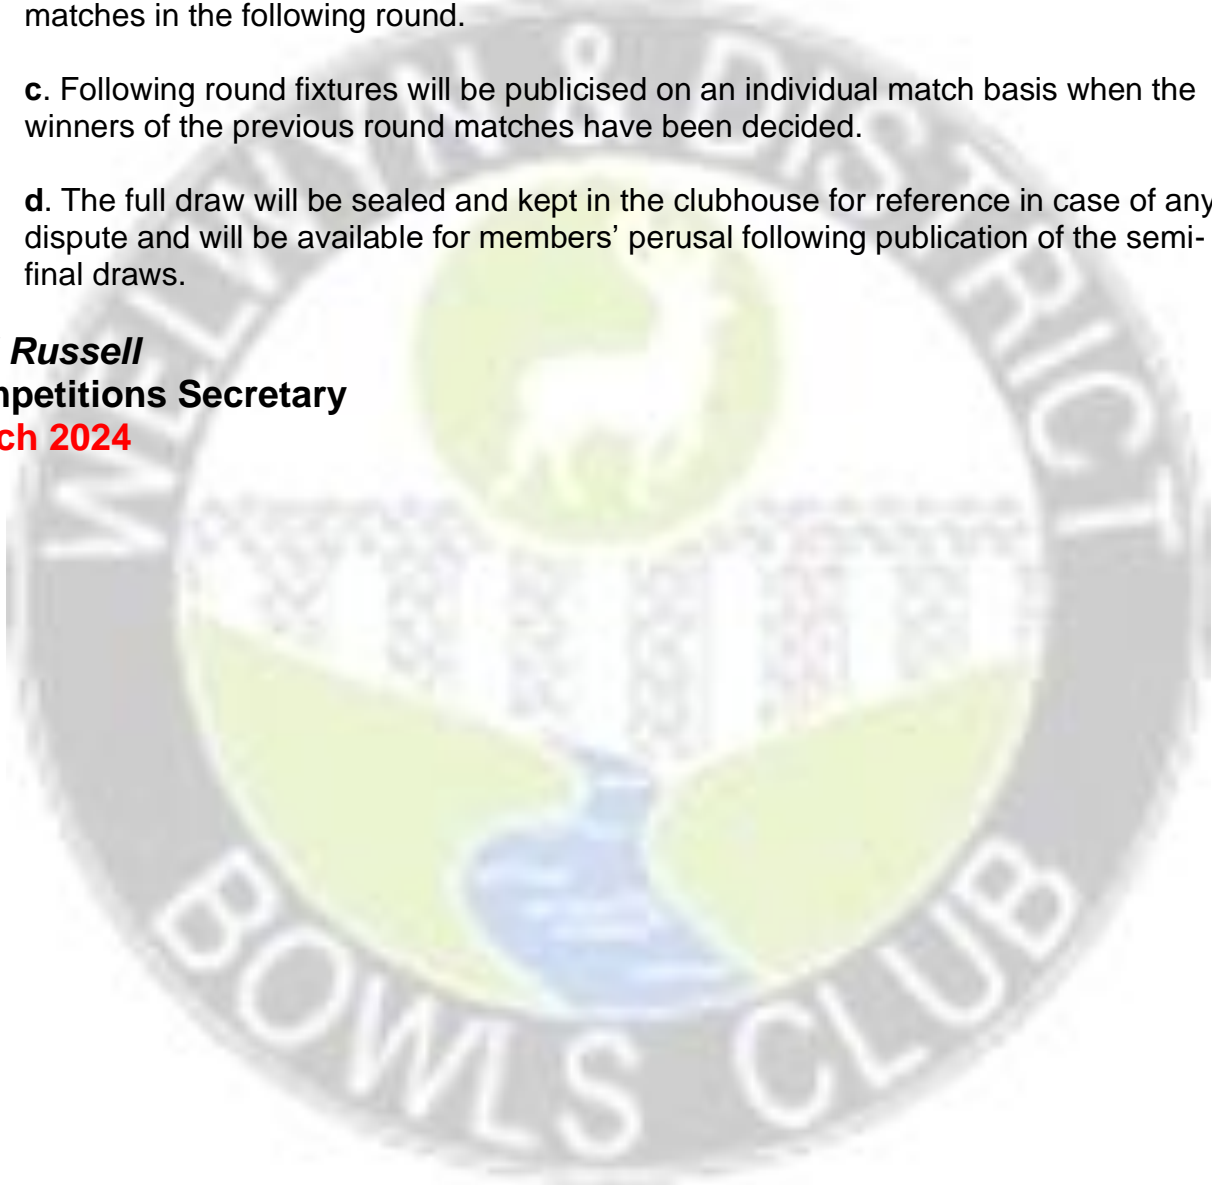 matches in the following round.
c. Following round fixtures will be publicised on an individual match basis when the
winners of the previous round matches have been decided.
d. The full draw will be sealed and kept in the clubhouse for reference in case of any
dispute and will be available for members’ perusal following publication of the semi-
final draws.
Russell
mpetitions Secretary
ch 2024
WELWYN & DISTRICT
BOWLS CLUB